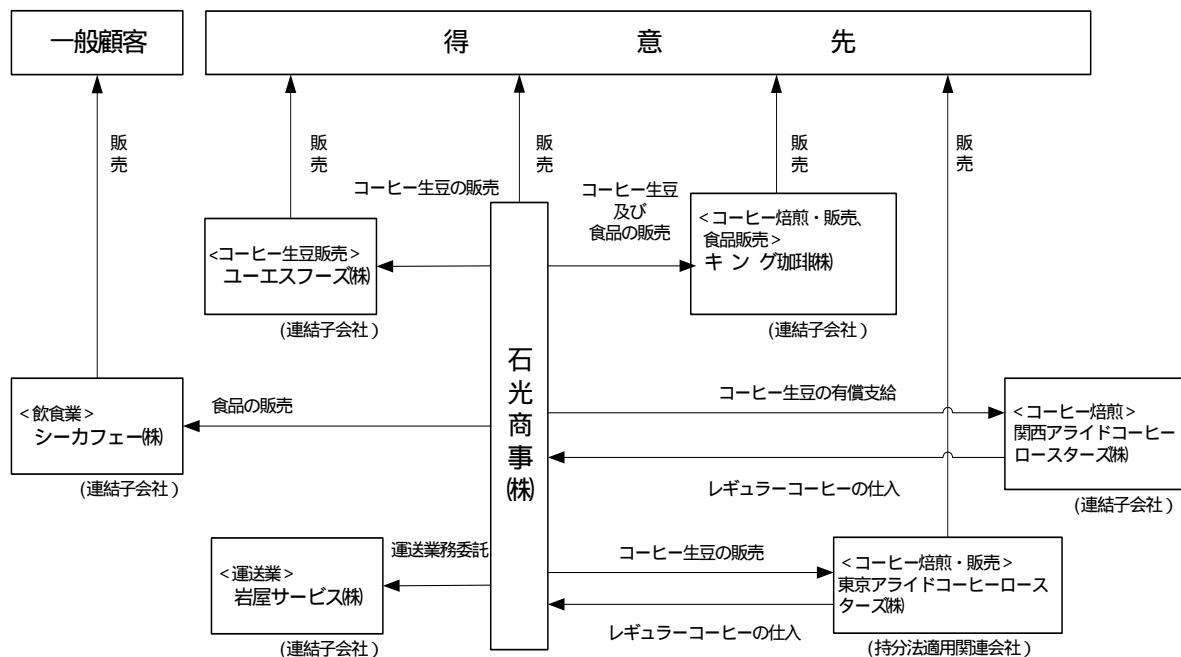 一般顧客
得意先
販売
販売
販売
販売
販売
コーヒー生豆の販売
コーヒー生豆
及び
食品の販売
<コーヒー生豆販売>
ユーエスフーズ㈱
(連結子会社)
<コーヒー焙煎・販売、
食品販売>
キング珈琲㈱
(連結子会社)
石光商事㈱
<飲食業>
シーカフェー㈱
(連結子会社)
食品の販売
コーヒー生豆の有償支給
<コーヒー焙煎>
関西アライドコーヒー
ロースターズ㈱
(連結子会社)
レギュラーコーヒーの仕入
運送業務委託
<運送業>
岩屋サービス㈱
(連結子会社)
コーヒー生豆の販売
<コーヒー焙煎・販売>
東京アライドコーヒーロース
ターズ㈱
(持分法適用関連会社)
レギュラーコーヒーの仕入